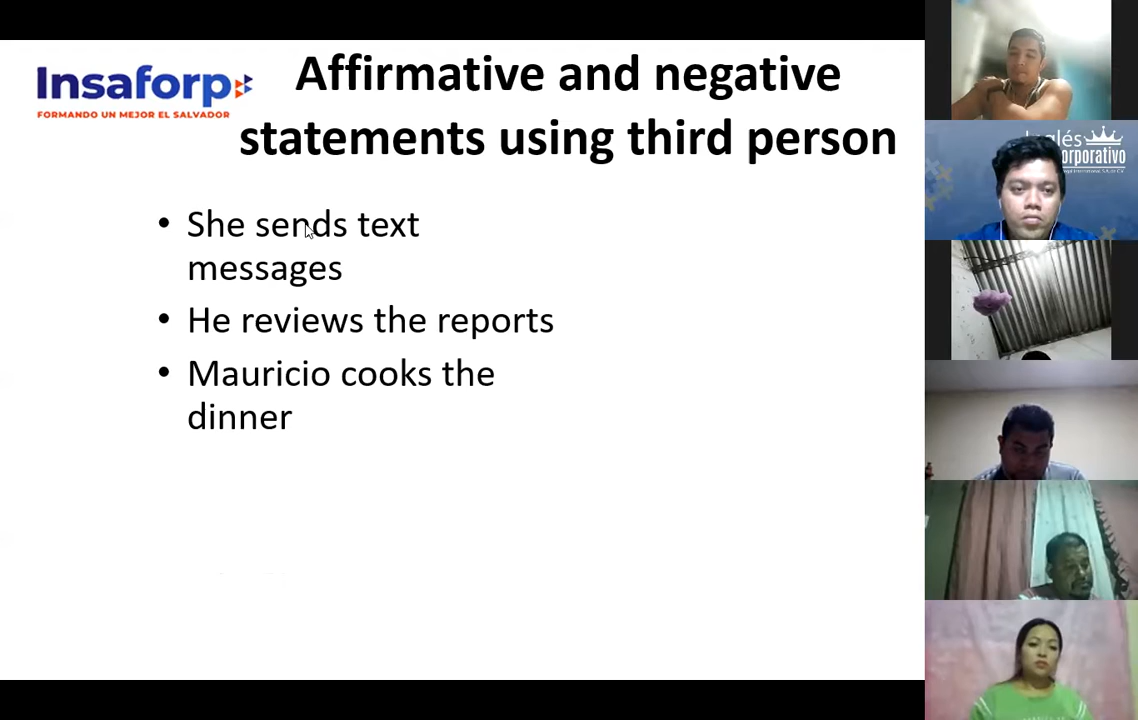 Insaforp
FORMANDO UN MEJOR EL SALVADOR
Affirmative and negative
statements using third person
• She sends text
messages
• He reviews the reports
• Mauricio cooks the
dinner
Inglés
orporativo